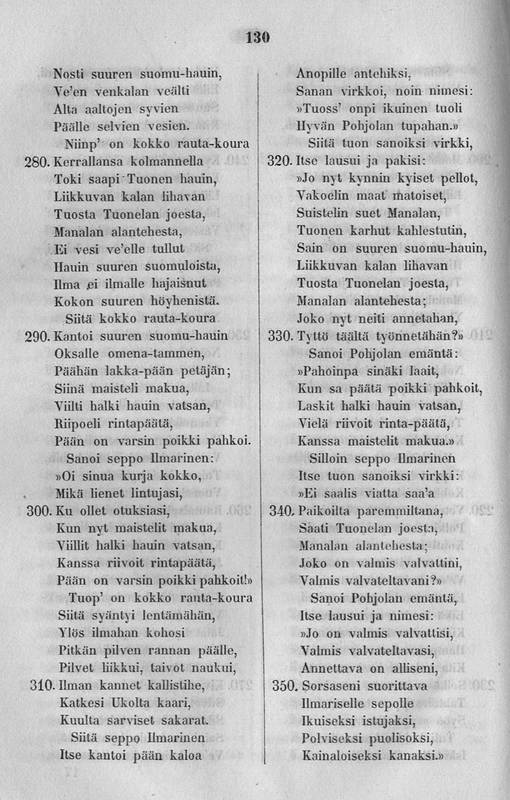 130
Nosti suuren suomu-hauin,
Ve'en venkalan veälti
Alta aaltojen syvien
Päälle selvien vesien.
Niinp' on kokko rauta-koura
280. Kerrallansa kolmannella
Toki saapi Tuonen hauin,
Liikkuvan kalan lihavan
Tuosta Tuonelan joesta,
Manalan alantehesta,
Ei vesi ve'elle tullut
Hauin suuren suomuloista,
Ilma ei ilmalle hajaisnut
Kokon suuren höyhenistä.
Siitä kokko rauta-koura
290. Kantoi suuren suomu-hauin
Oksalle omena-tammen,
Päähän lakka-pään petäjän;
Siinä maisteli makua,
Viilti halki hauin vatsan,
Riipoeli rintapäätä,
Pään on varsin poikki pahkoi.
Sanoi seppo Ilmarinen:
»Oi sinua kurja kokko,
Mikä lienet lintujasi,
300. Ku ollet otuksiasi,
Kun nyt maistelit makua,
Viillit halki hauin vatsan,
Kanssa riivoit rintapäätä,
Pään on varsin poikki pahkoit!»
Tuop' on kokko rauta-koura
Siitä syäntyi lentämähän,
Ylös ilmahan kohosi
Pitkän pilven rannan päälle,
Pilvet liikkui, taivot naukui,
310. Ilman kannet kallistihe,
Katkesi Ukolta kaari,
Kuulta sarviset sakarat.
Siitä seppo Ilmarinen
Itse kantoi pään kaloa
Anopille antehiksi,
Sanan virkkoi, noin nimesi:
»Tuoss' onpi ikuinen tuoli
Hyvän Pohjolan tupahan.»
Siitä tuon sanoiksi virkki,
320. Itse lausui ja pakisi:
»Jo nyt kynnin kyiset pellot,
Vakoelin maat matoiset,
Suistelin suet Manalan,
Tuonen karhut kahlestutin,
Sain on suuren suomu-hauin,
Liikkuvan kalan lihavan
Tuosta Tuonelan joesta,
Manalan alantehesta;
Joko nyt neiti annetahan,
330. Tyttö täältä työnnetähän?»
Sanoi Pohjolan emäntä:
»Pahoinpa sinäki laait,
Kun sa päätä poikki pahkoit,
Laskit halki hauin vatsan,
Vielä riivoit rinta-päätä,
Kanssa maistelit makua.»
Silloin seppo Ilmarinen
Itse tuon sanoiksi virkki:
»Ei saalis viatta saa'a
340. Paikoilta paremmiltana,
Saati Tuonelan joesta,
Manalan alantehesta;
Joko on valmis valvattini,
Valmis valvateltavani?»
Sanoi Pohjolan emäntä,
Itse lausui ja nimesi:
»Jo on valmis valvattisi,
Valmis valvateltavasi,
Annettava on alliseni,
350. Sorsaseni suorittava
Ilmariselle sepolle
Ikuiseksi istujaksi,
Polviseksi puolisoksi,
Kainaloiseksi kanaksi.»